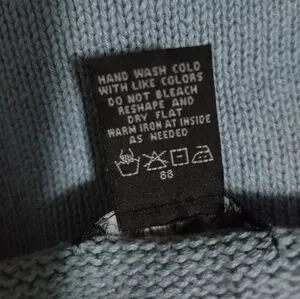 HAND WASH COLD
WITH LIKE COLORS
DO NOT BLEACH
RESHAPE AND
DRY FLAT
WARM IRON AT INSIDE
AS NEEDED
88